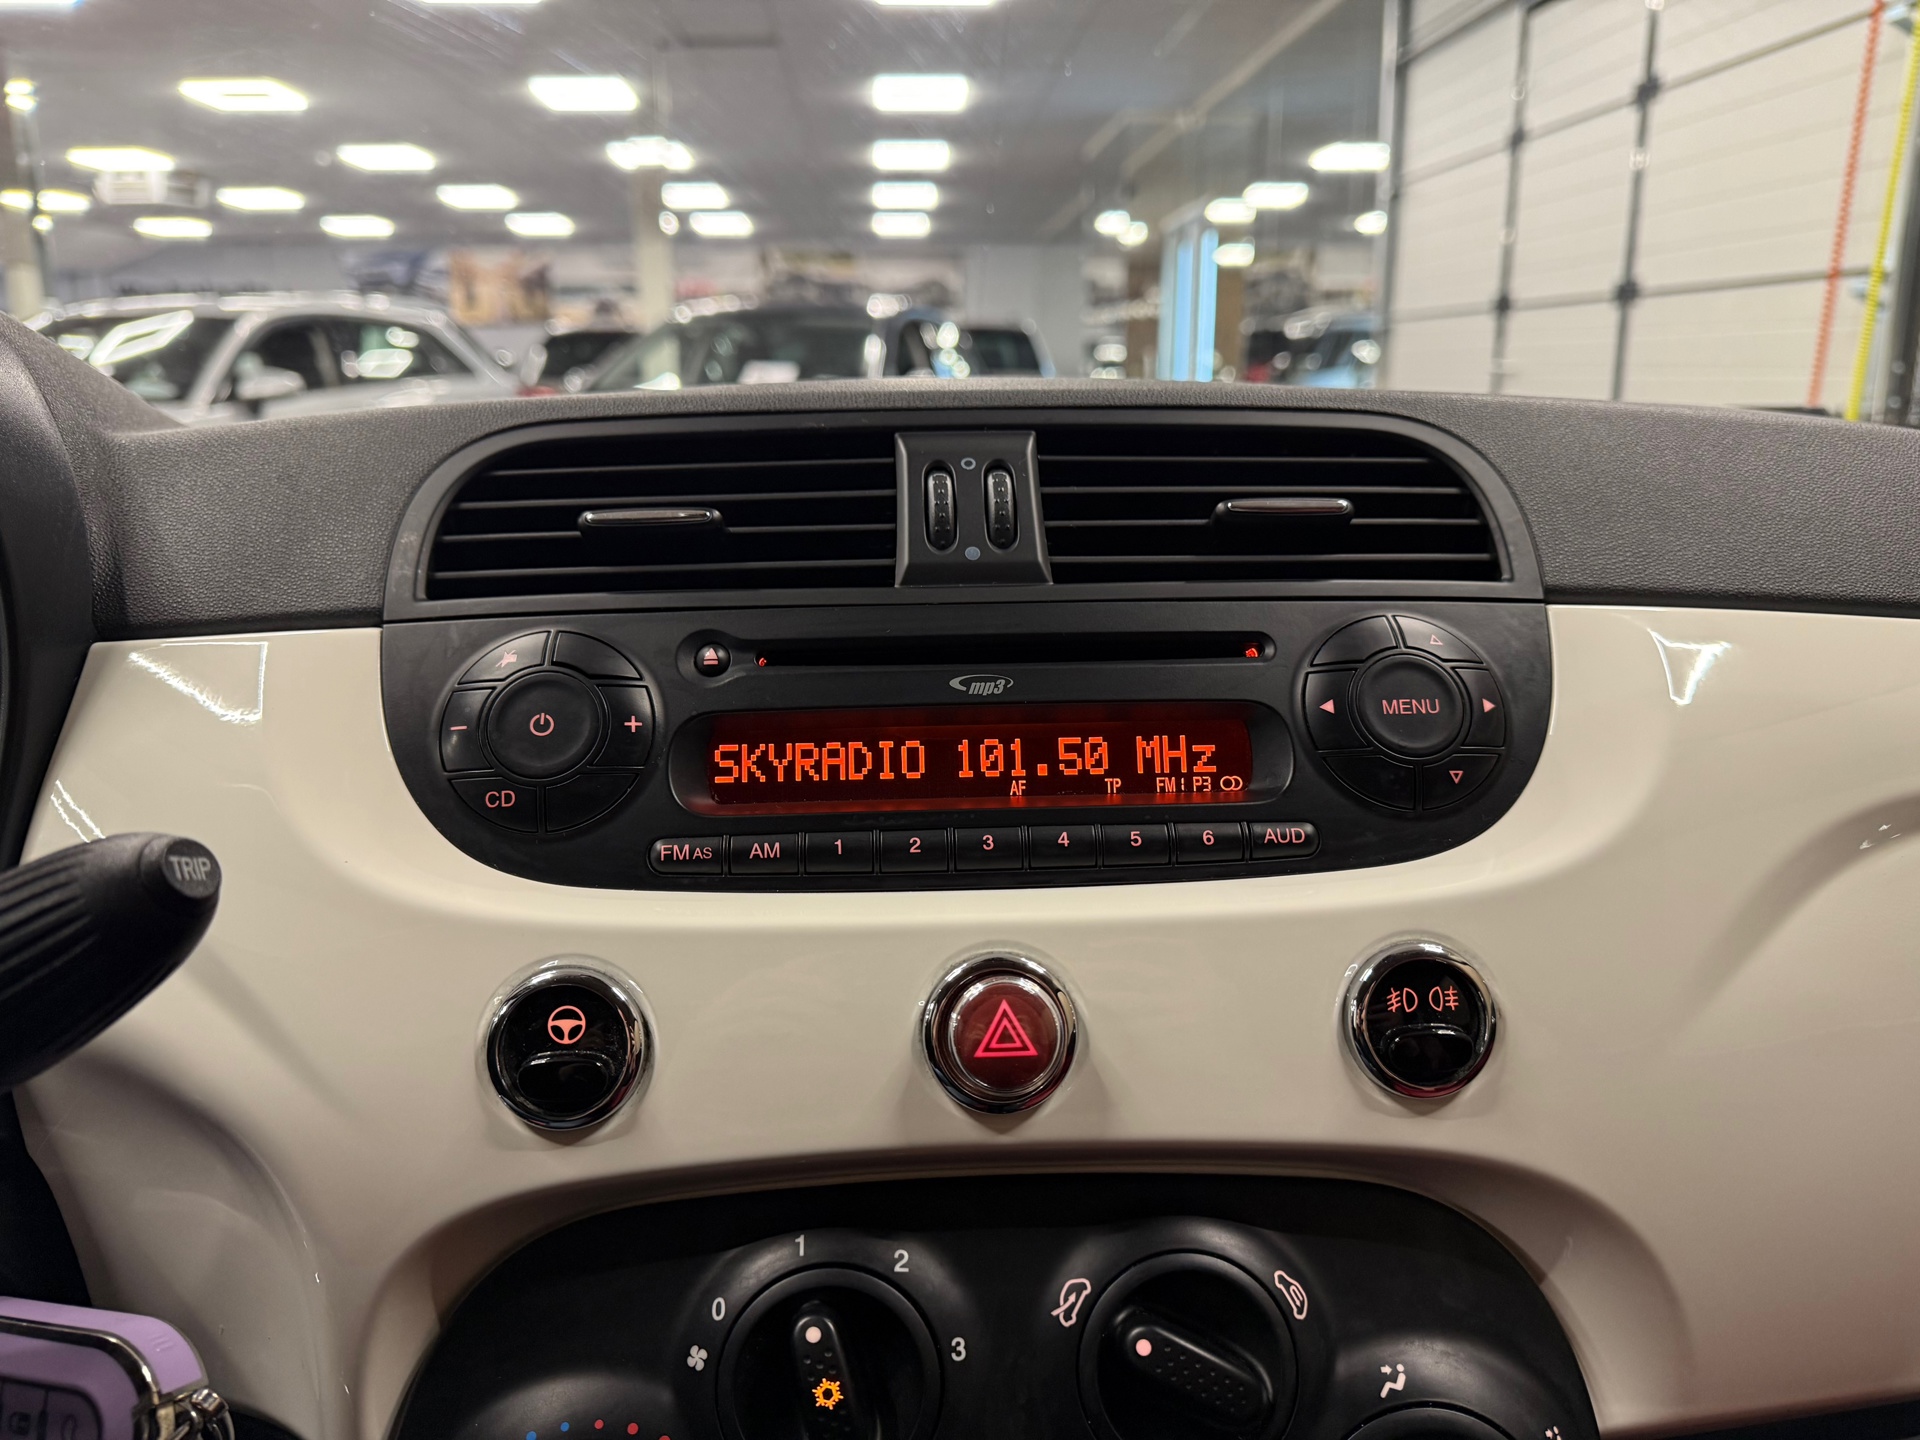 mp3
SKYRADIO 101.50 MHz
AF TP FM1 P3
MENU
CD
FM AS AM 1 2 3 4 5 6 AUD
TRIP
0 1 2 3